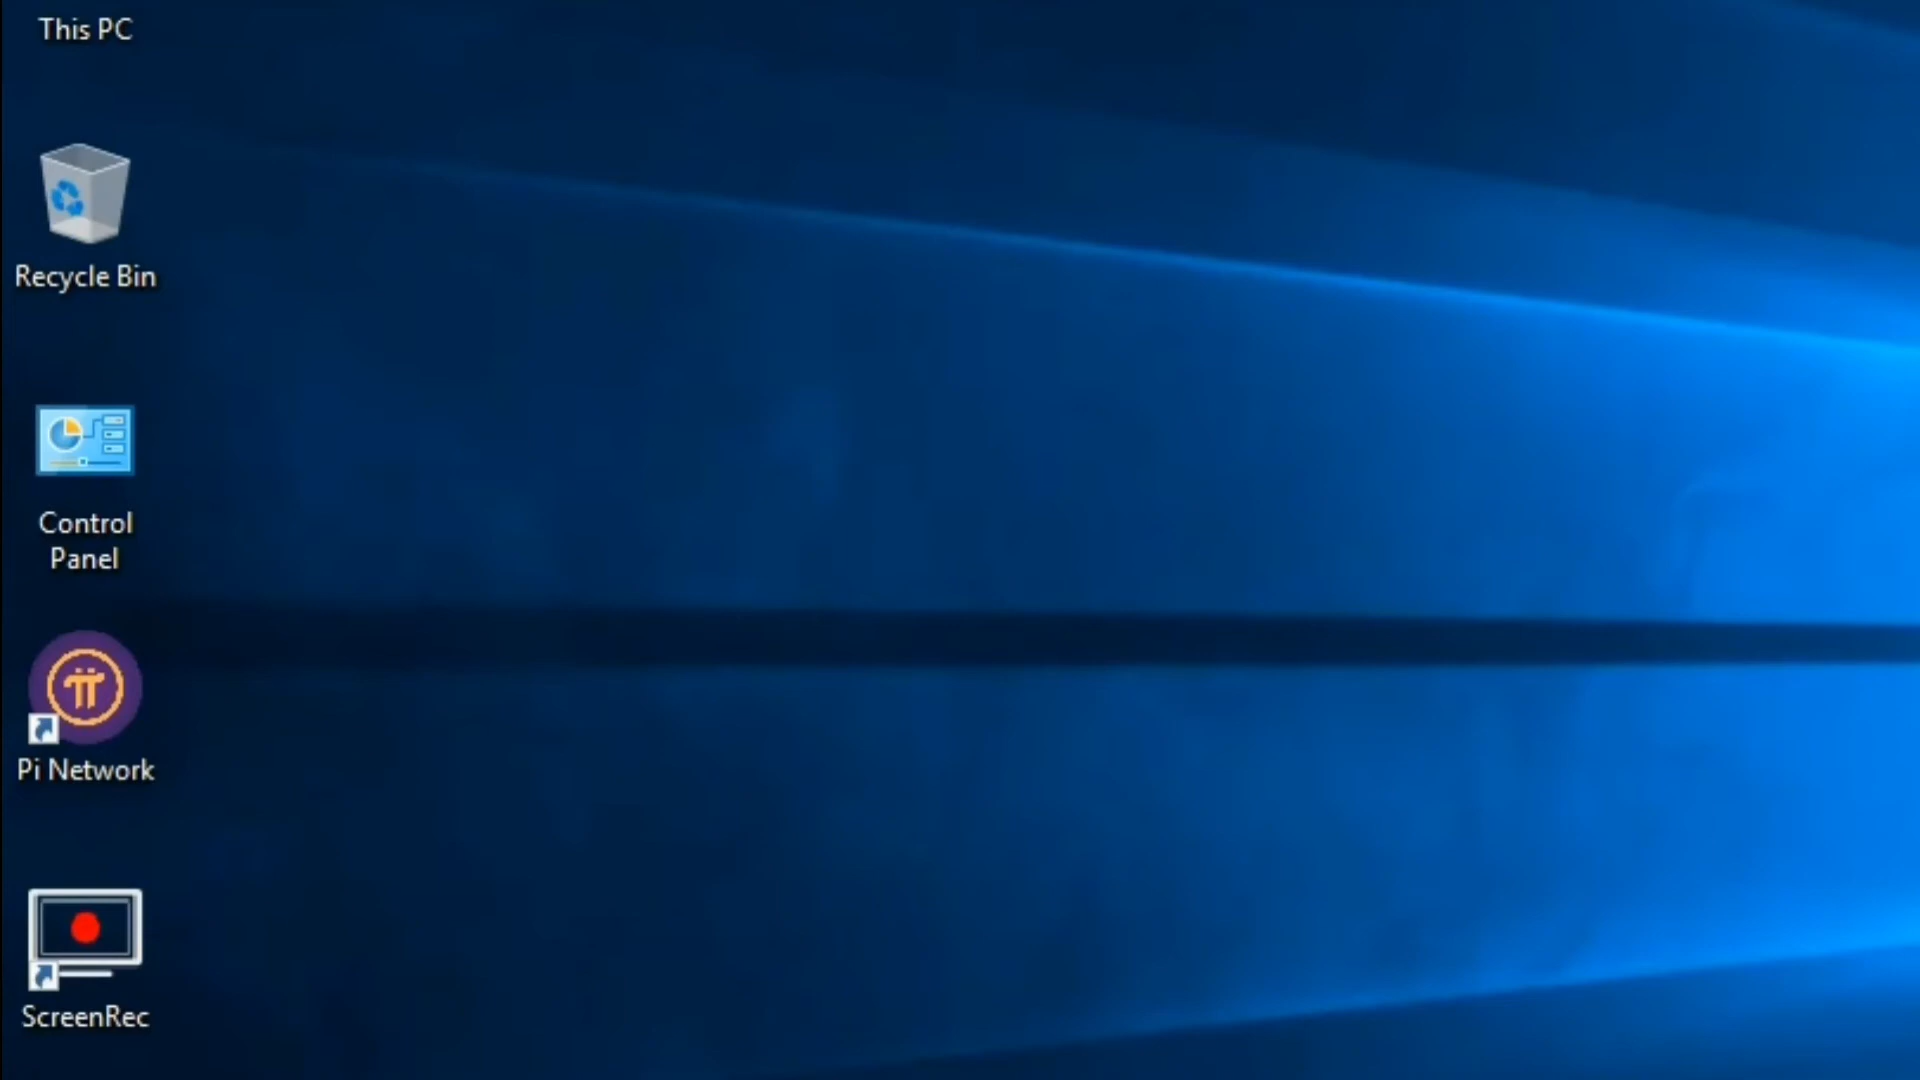 This PC
Recycle Bin
Control
Panel
Pi Network
ScreenRec